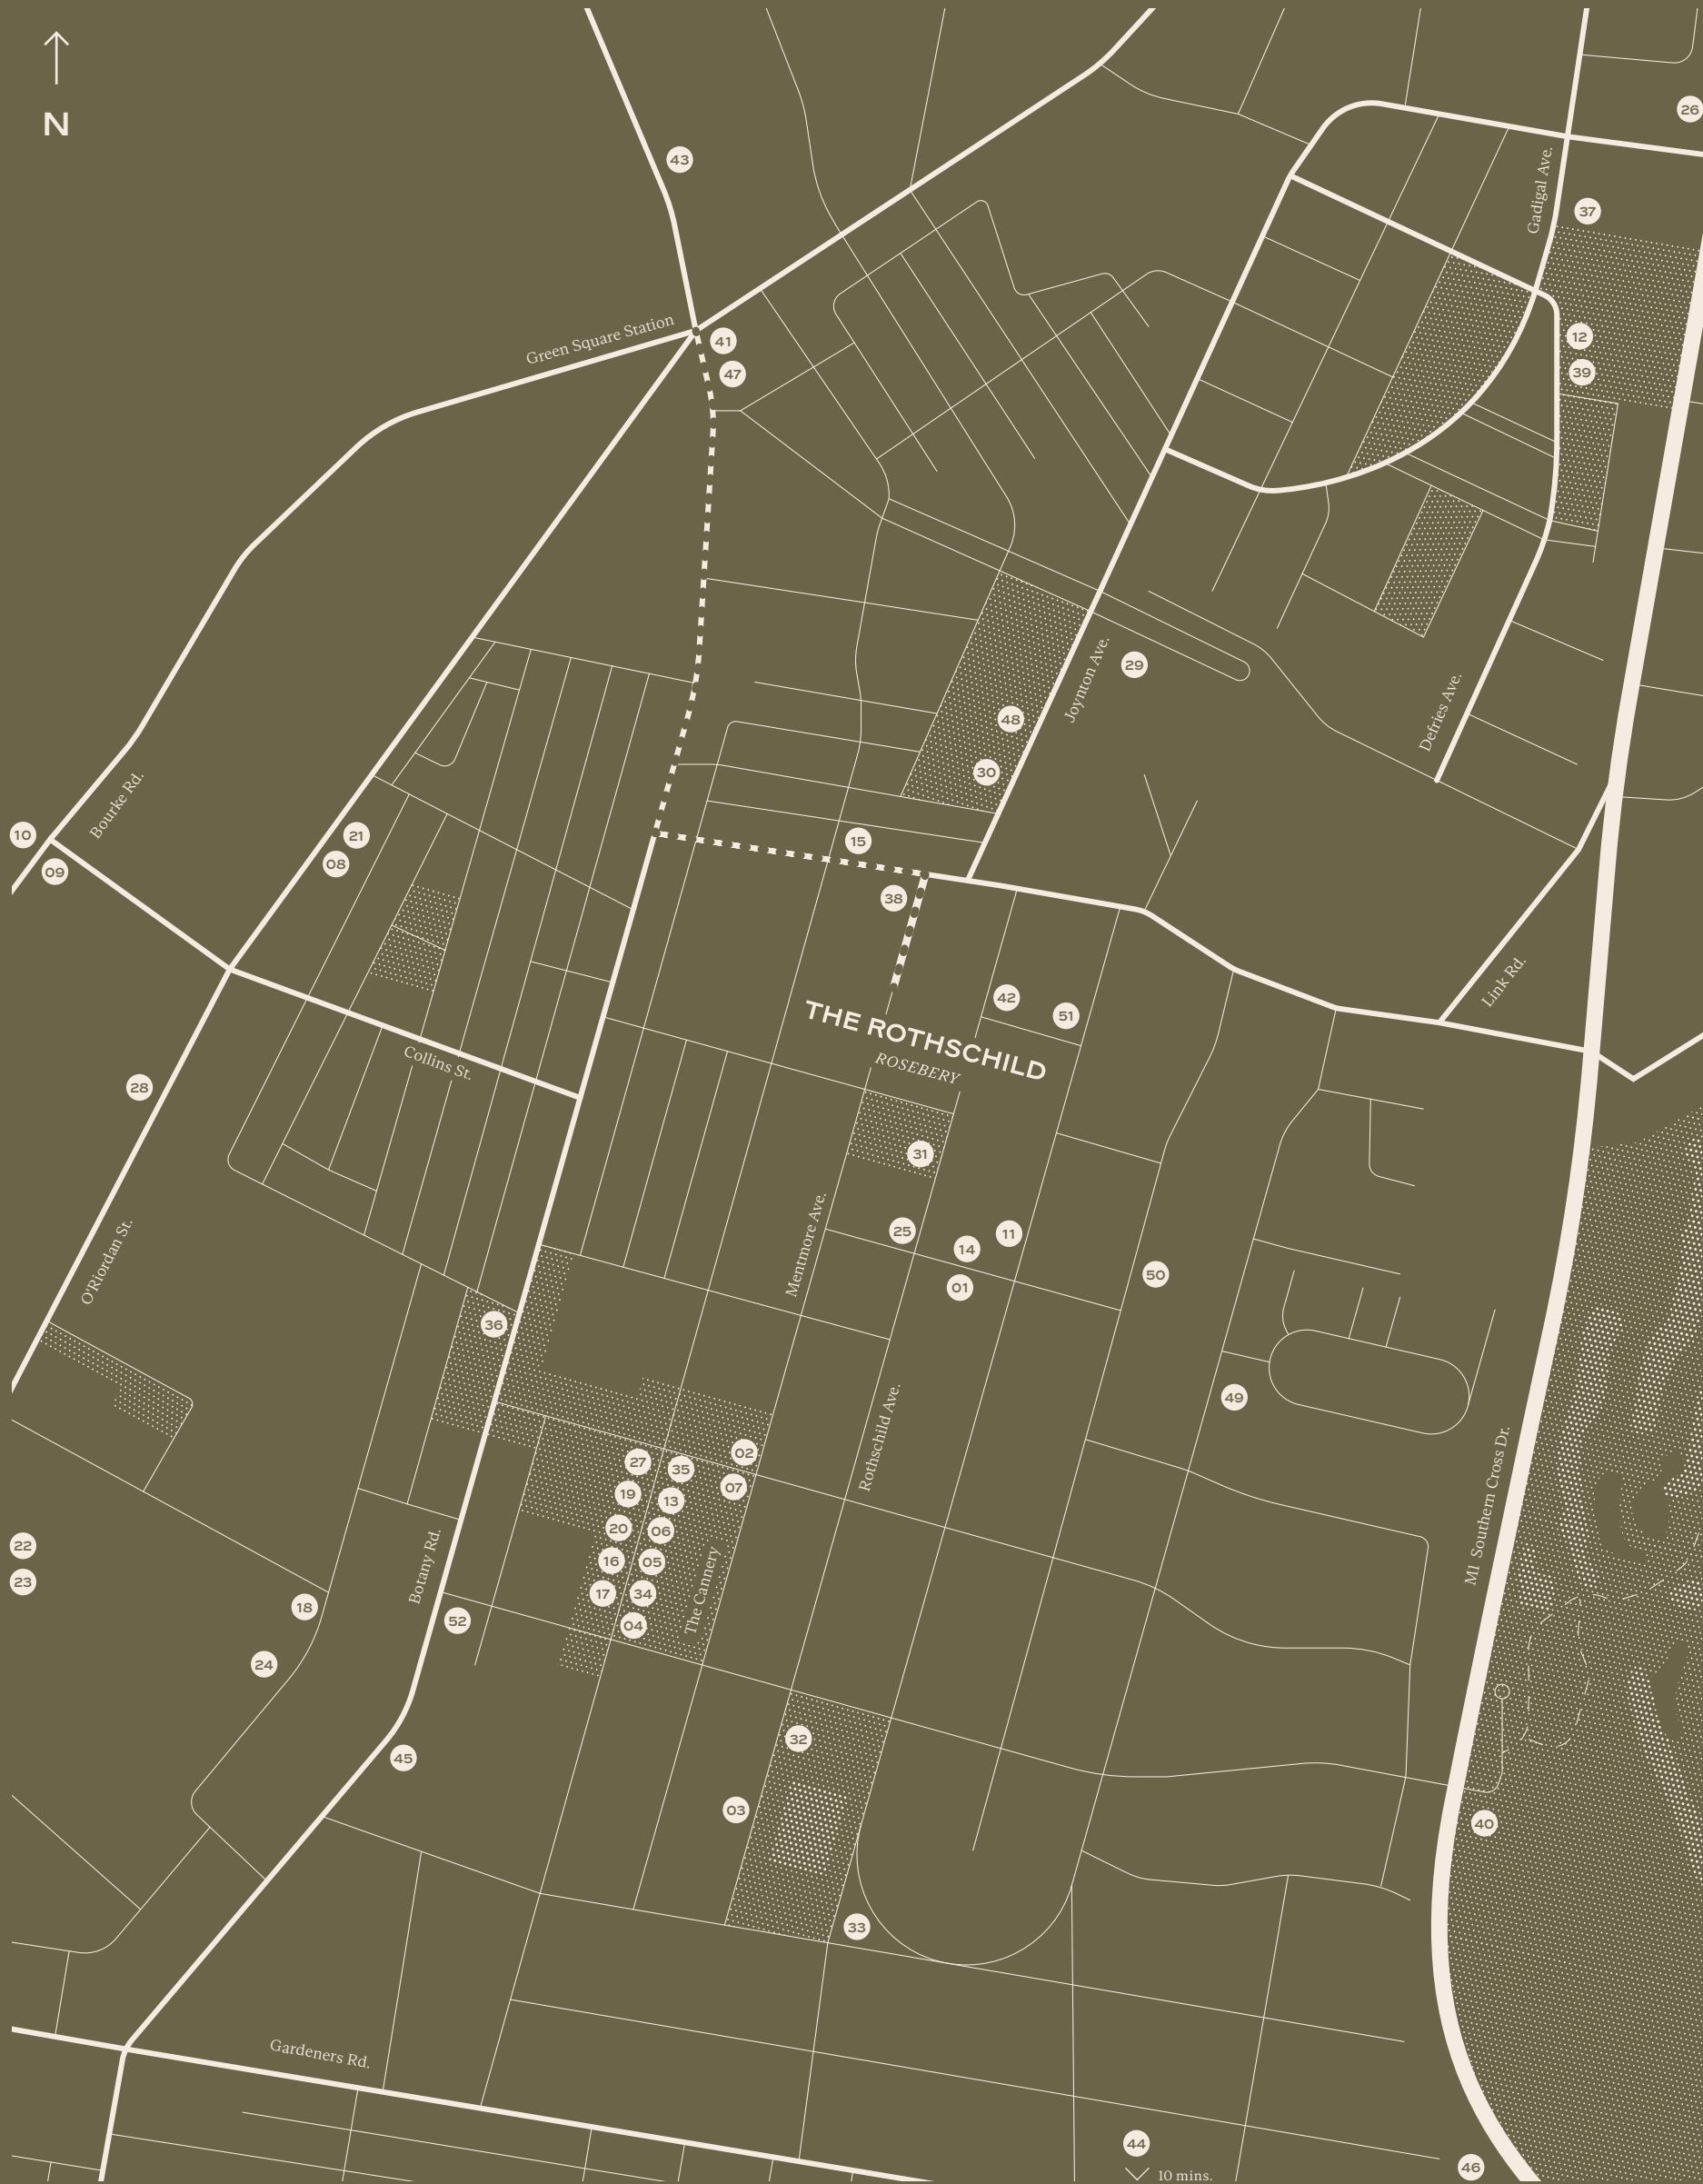 N
26
43
Gadigal Ave.
37
Green Square Station
41
12
47
39
Joynton Ave.
29
Defries Ave.
48
30
Bourke Rd.
10
21
15
09
08
38
Link Rd.
42
51
THE ROTHSCHILD
ROSEBERY
Collins St.
28
31
Mentmore Ave.
25
11
14
O'Riordan St.
50
01
36
Rothschild Ave.
49
M1 Southern Cross Dr.
02
27
35
07
19
13
20
06
22
16
05
23
Botany Rd.
The Cannery
17
34
18
52
04
24
32
45
03
40
33
Gardeners Rd.
44
46
10 mins.